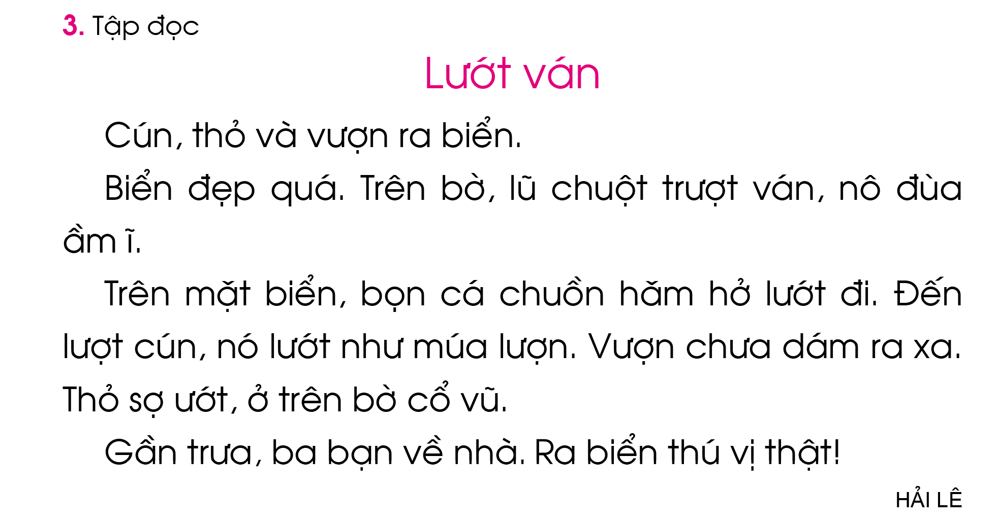 3. Tập đọc
Lướt ván
Cún, thỏ và vượn ra biển.
Biển đẹp quá. Trên bờ, lũ chuột trượt ván, nô đùa
ầm ĩ.
Trên mặt biển, bọn cá chuồn hăm hở lướt đi. Đến
lượt cún, nó lướt như múa lượn. Vượn chưa dám ra xa.
Thỏ sợ ướt, ở trên bờ cổ vũ.
Gần trưa, ba bạn về nhà. Ra biển thú vị thật!
HẢI LÊ